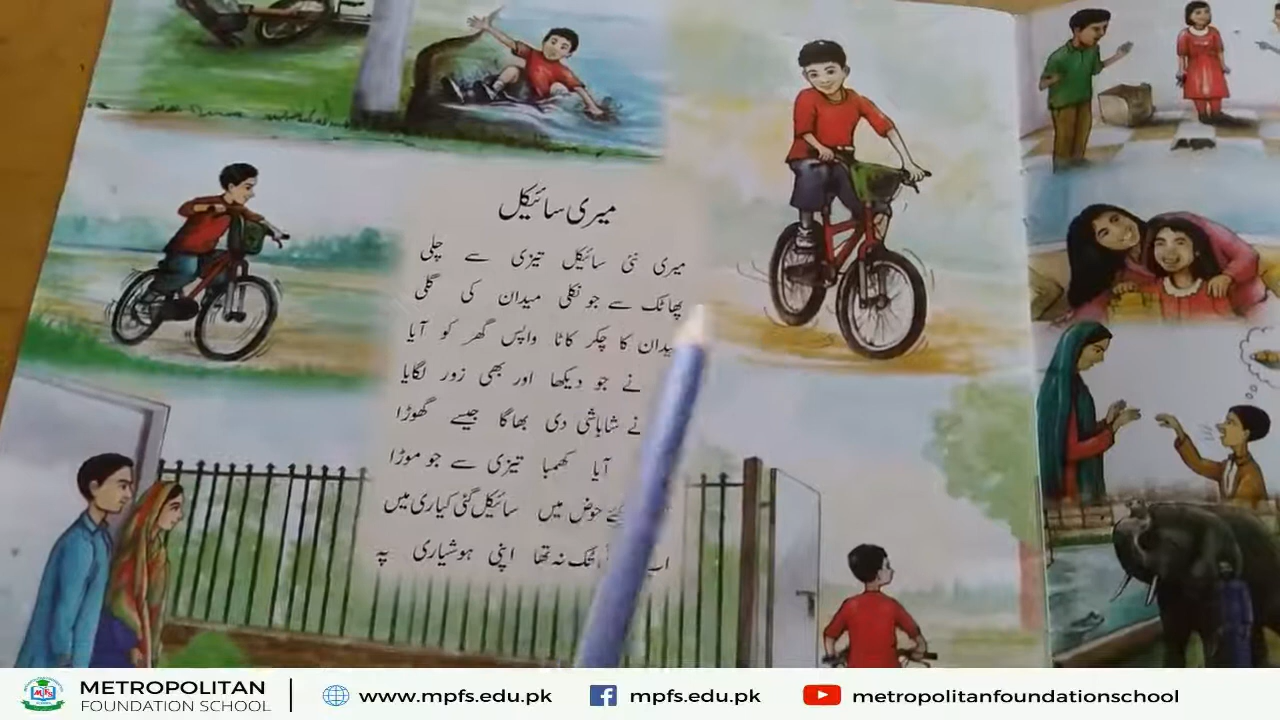 میری سائیکل
میری نئی سائیکل تیزی سے چلی
پھاٹک سے جو نکلی میدان کی گلی
یدان کا چکر کاٹا واپس گھر کو آیا
نے جو دیکھا اور بھی زور لگایا
نے شاباشی دی بھاگا جیسے گھوڑا
آیا کھمبا تیزی سے جو موڑا
حوض میں سائیکل گئی کیاری میں
نہ تھا اپنی ہوشیاری پہ
METROPOLITAN
FOUNDATION SCHOOL
www.mpfs.edu.pk
mpfs.edu.pk
metropolitanfoundationschool